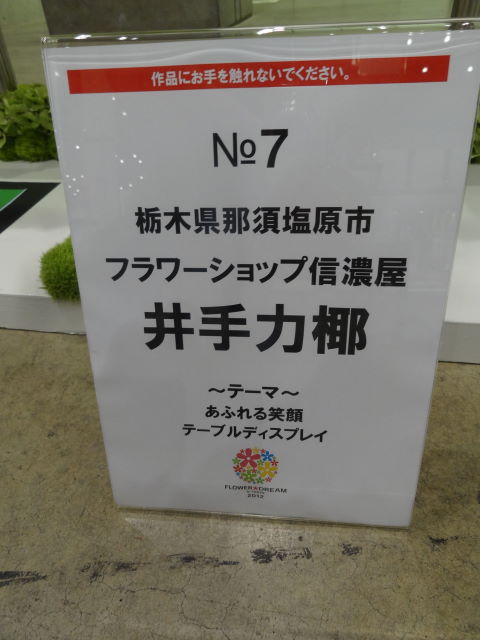 作品にお手を触れないでください。
№7
栃木県那須塩原市
フラワーショップ信濃屋
井手力椰
～テーマ～
あふれる笑顔
テーブルディスプレイ
FLOWER DREAM
2012